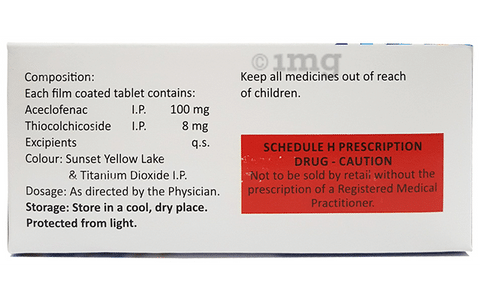 1mg
Composition:
Each film coated tablet contains:
Aceclofenac I.P. 100 mg
Thiocolchicoside I.P. 8 mg
Excipients q.s.
Colour: Sunset Yellow Lake
& Titanium Dioxide I.P.
Dosage: As directed by the Physician.
Storage: Store in a cool, dry place.
Protected from light.
Keep all medicines out of reach
of children.
SCHEDULE H PRESCRIPTION
DRUG - CAUTION
Not to be sold by retail without the
prescription of a Registered Medical
Practitioner.